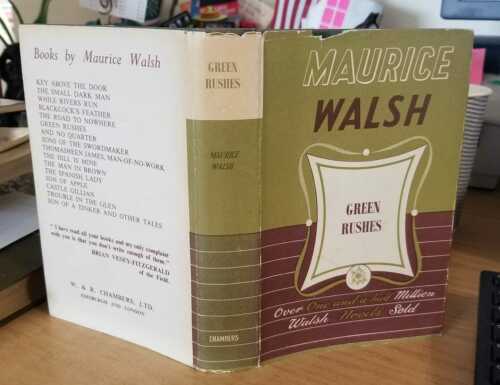 Books by Maurice Walsh
KEY ABOVE THE DOOR
THE SMALL DARK MAN
WHILE RIVERS RUN
BLACKCOCK'S FEATHER
THE ROAD TO NOWHERE
GREEN RUSHES
AND NO QUARTER
SONS OF THE SWORDMAKER
THOMASHEEN JAMES, MAN-OF-NO-WORK
THE HILL IS MINE
THE MAN IN BROWN
THE SPANISH LADY
SON OF APPLE
CASTLE GILLIAN
TROUBLE IN THE GLEN
SON OF A TINKER AND OTHER TALES
"I have read all your books and my only complaint
with you is that you don't write enough of them."
BRIAN VESEY-FITZGERALD
of the Field.
W. & R. CHAMBERS, LTD.
EDINBURGH AND LONDON
GREEN
RUSHES
MAURICE
WALSH
CHAMBERS
MAURICE
WALSH
GREEN
RUSHES
Over One and a half Million
Walsh Novels Sold